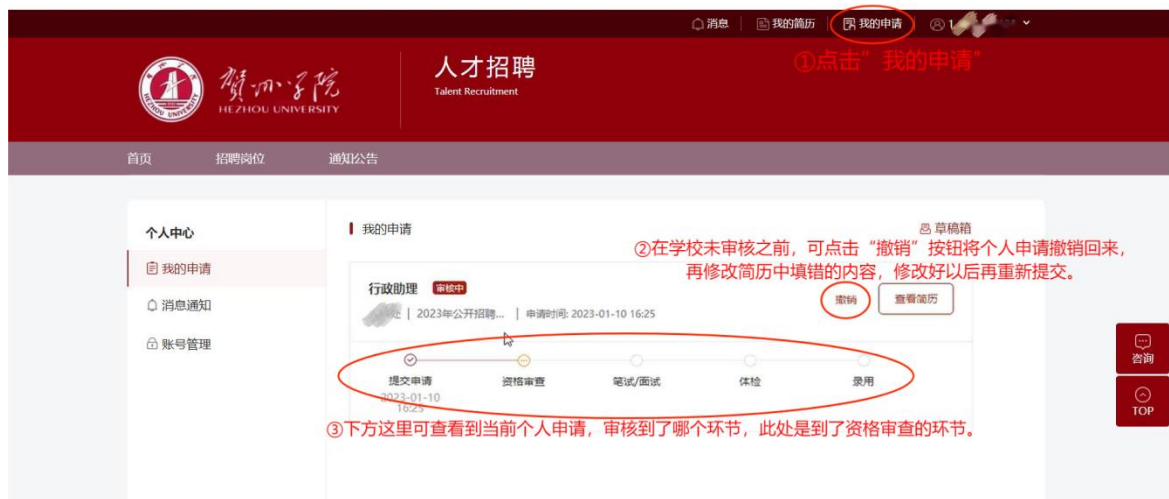 消息 我的简历 我的申请
①点击”我的申请”
贺州学院
HEZHOU UNIVERSITY
人才招聘
Talent Recruitment
首页 招聘岗位 通知公告
个人中心
我的申请
消息通知
账号管理
我的申请 草稿箱
②在学校未审核之前，可点击“撤销”按钮将个人申请撤销回来，
再修改简历中填错的内容，修改好以后再重新提交。
行政助理 审核中
处 | 2023年公开招聘... | 申请时间: 2023-01-10 16:25
撤销 查看简历
提交申请 资格审查 笔试/面试 体检 录用
2023-01-10
16:25
③下方这里可查看到当前个人申请，审核到了哪个环节，此处是到了资格审查的环节。
咨询
TOP